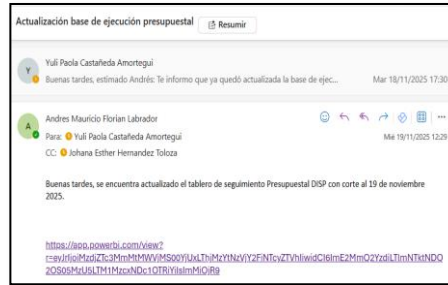 Actualización base de ejecución presupuestal Resumir
Y Yuli Paola Castañeda Amortegui
Buenas tardes, estimado Andrés: Te informo que ya quedó actualizada la base de ejec... Mar 18/11/2025 17:30
A Andres Mauricio Florian Labrador
Para: Yuli Paola Castañeda Amortegui Mié 19/11/2025 12:29
CC: Johana Esther Hernandez Toloza
Buenas tardes, se encuentra actualizado el tablero de seguimiento Presupuestal DISP con corte al 19 de noviembre
2025.
https://app.powerbi.com/view?